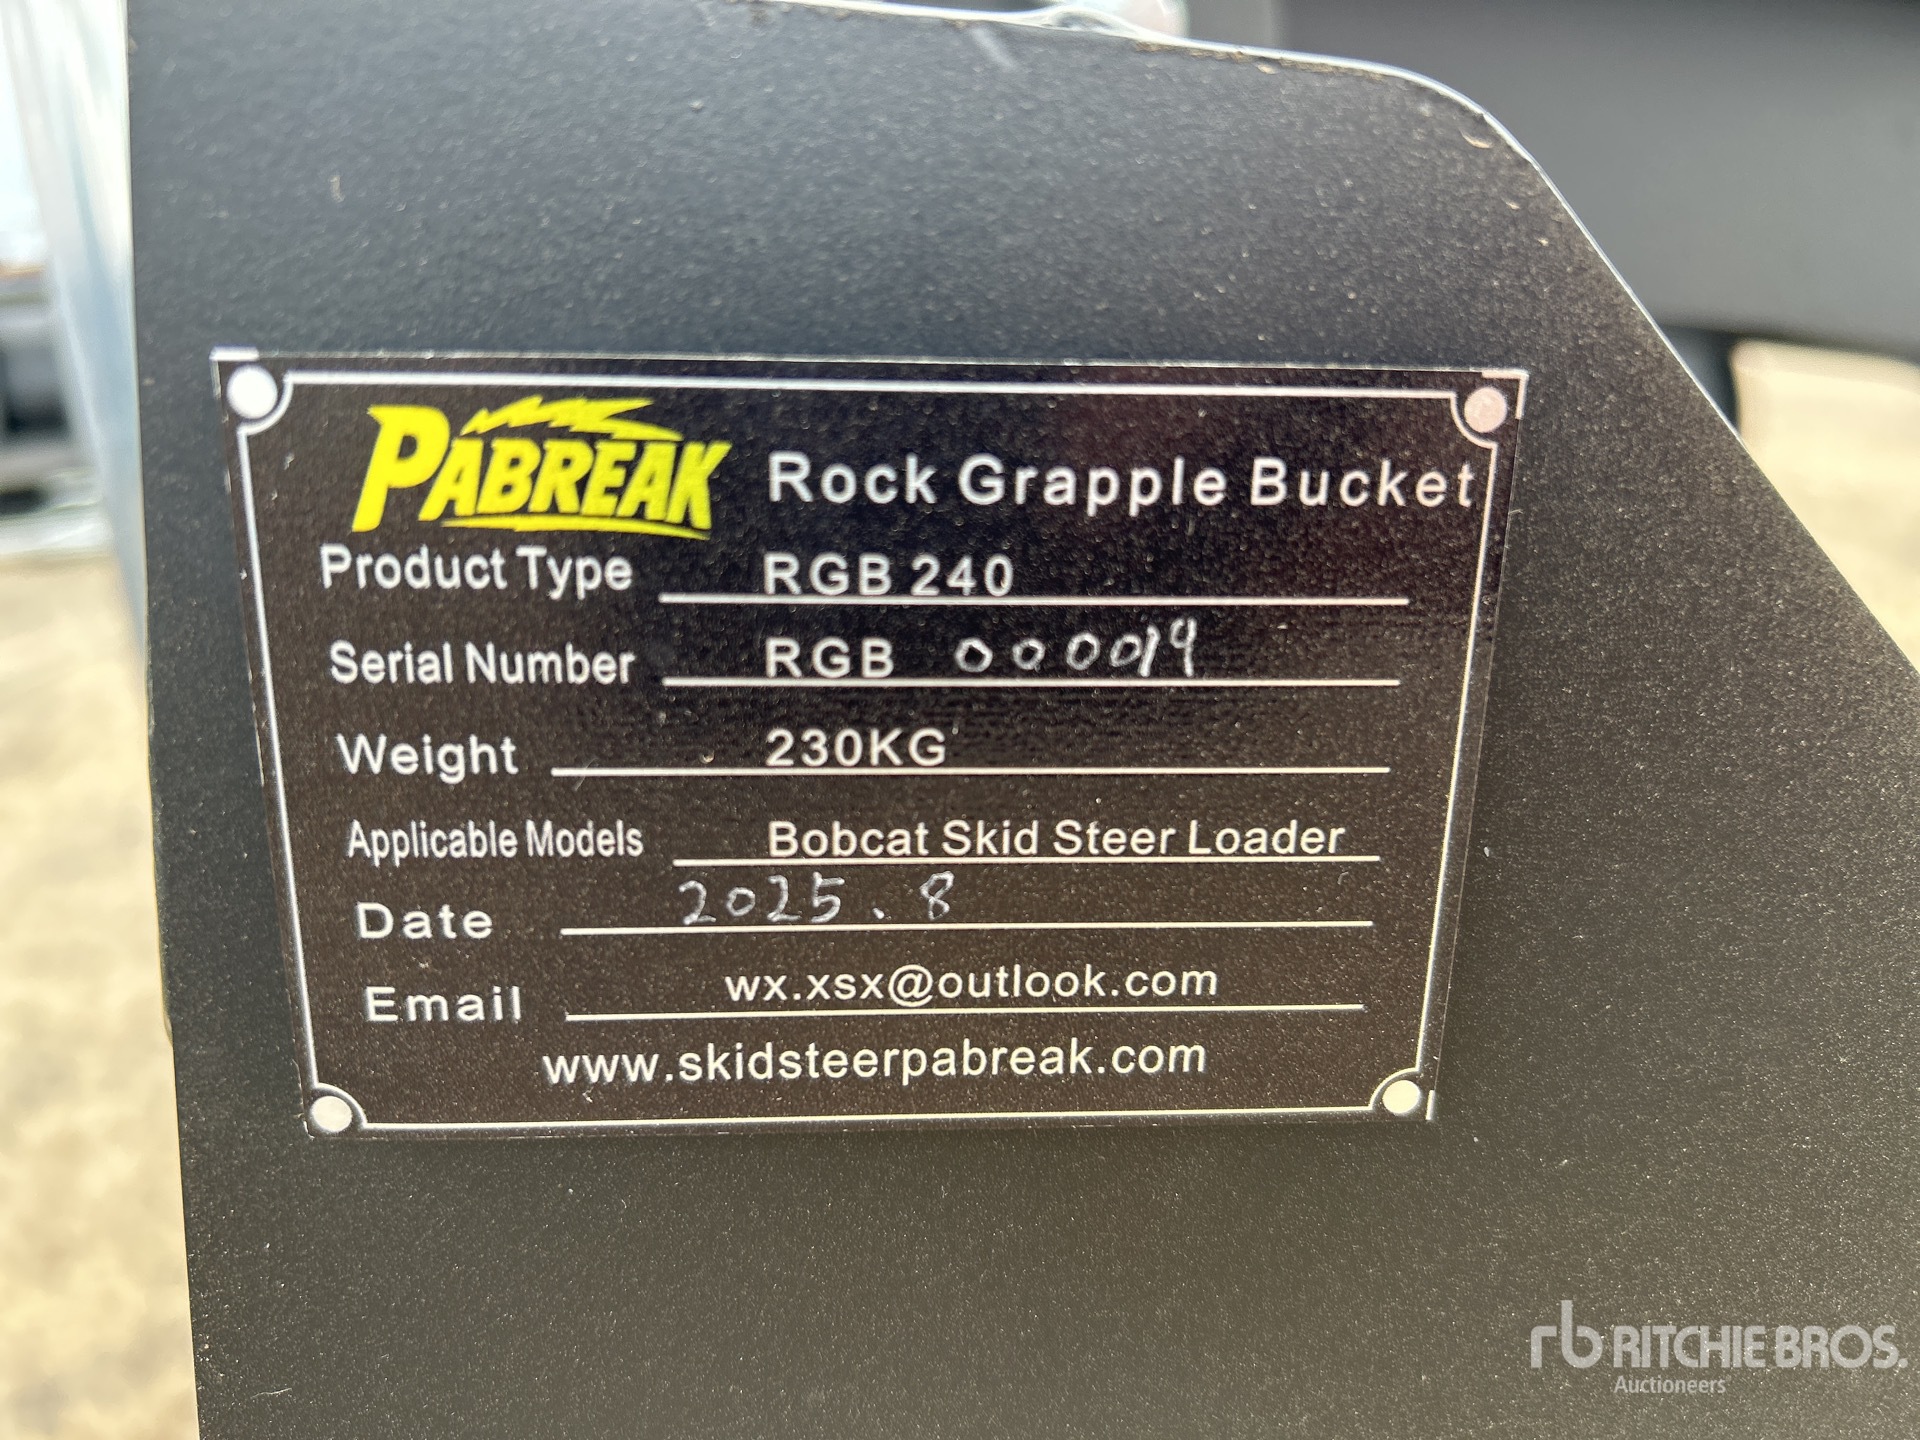 PABREAK Rock Grapple Bucket
Product Type RGB 240
Serial Number RGB 000019
Weight 230KG
Applicable Models Bobcat Skid Steer Loader
Date 2025.8
Email wx.xsx@outlook.com
www.skidsteerpabreak.com
rb RITCHIE BROS.
Auctioneers